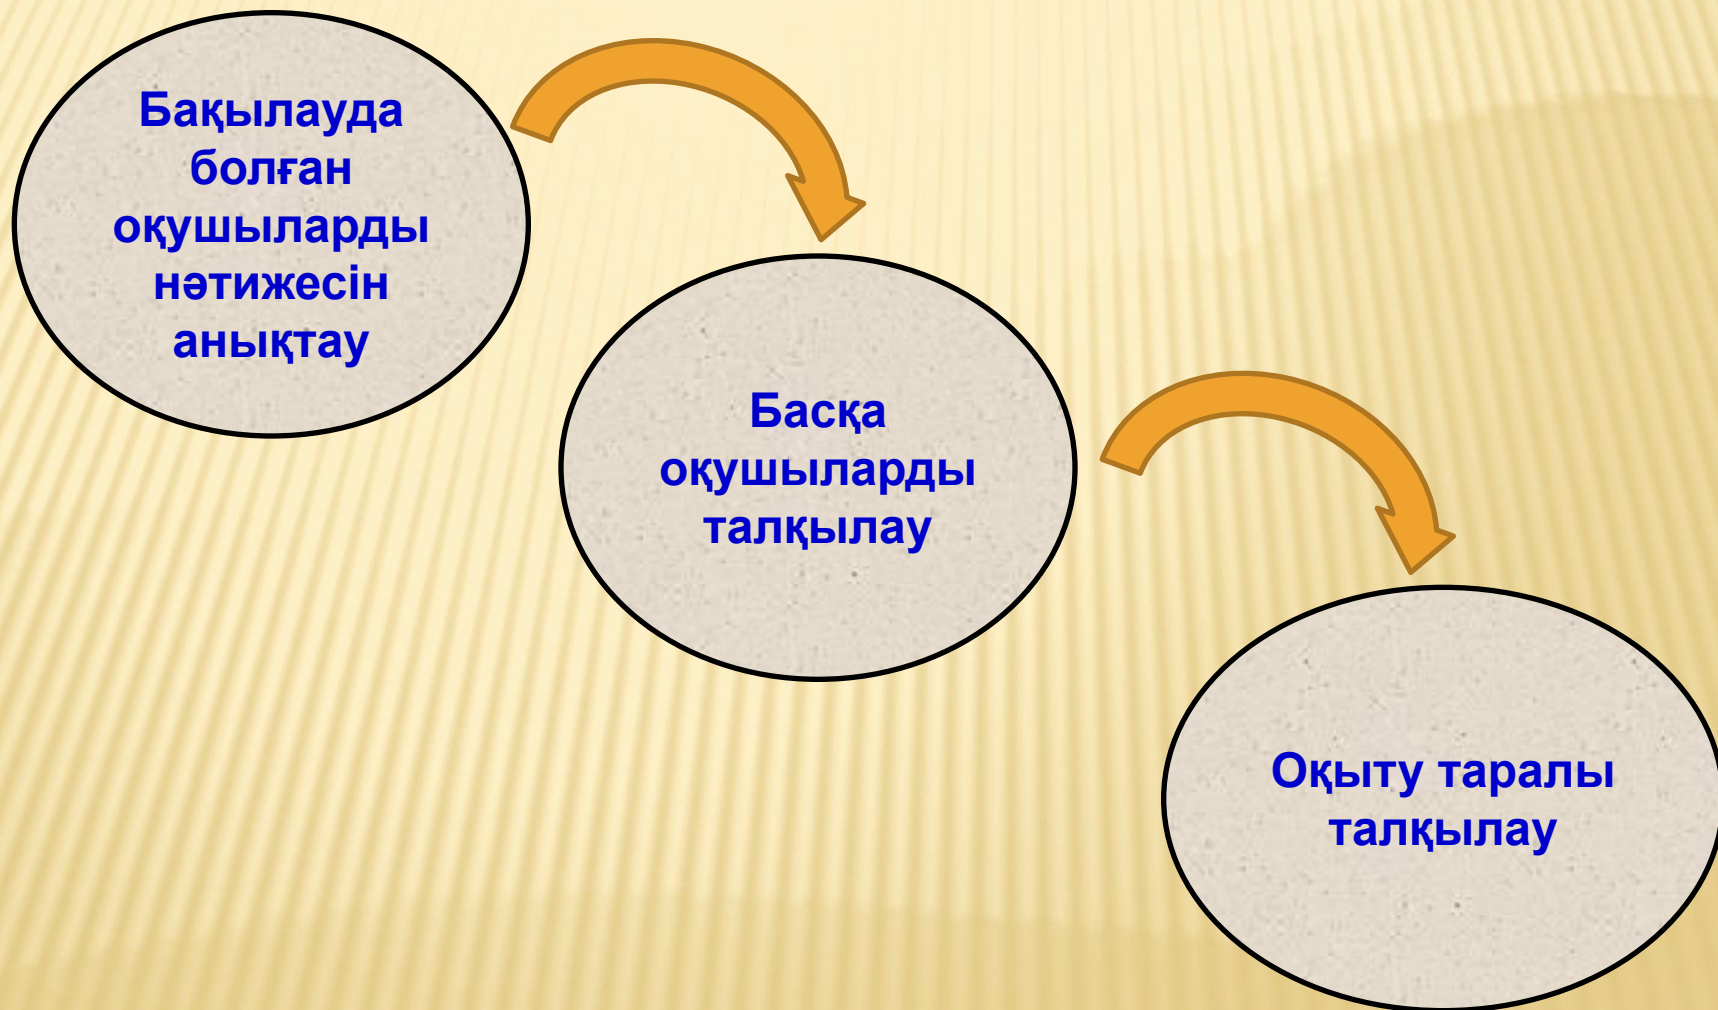 Бақылауда
болған
оқушыларды
нәтижесін
анықтау
Басқа
оқушыларды
талқылау
Оқыту таралы
талқылау